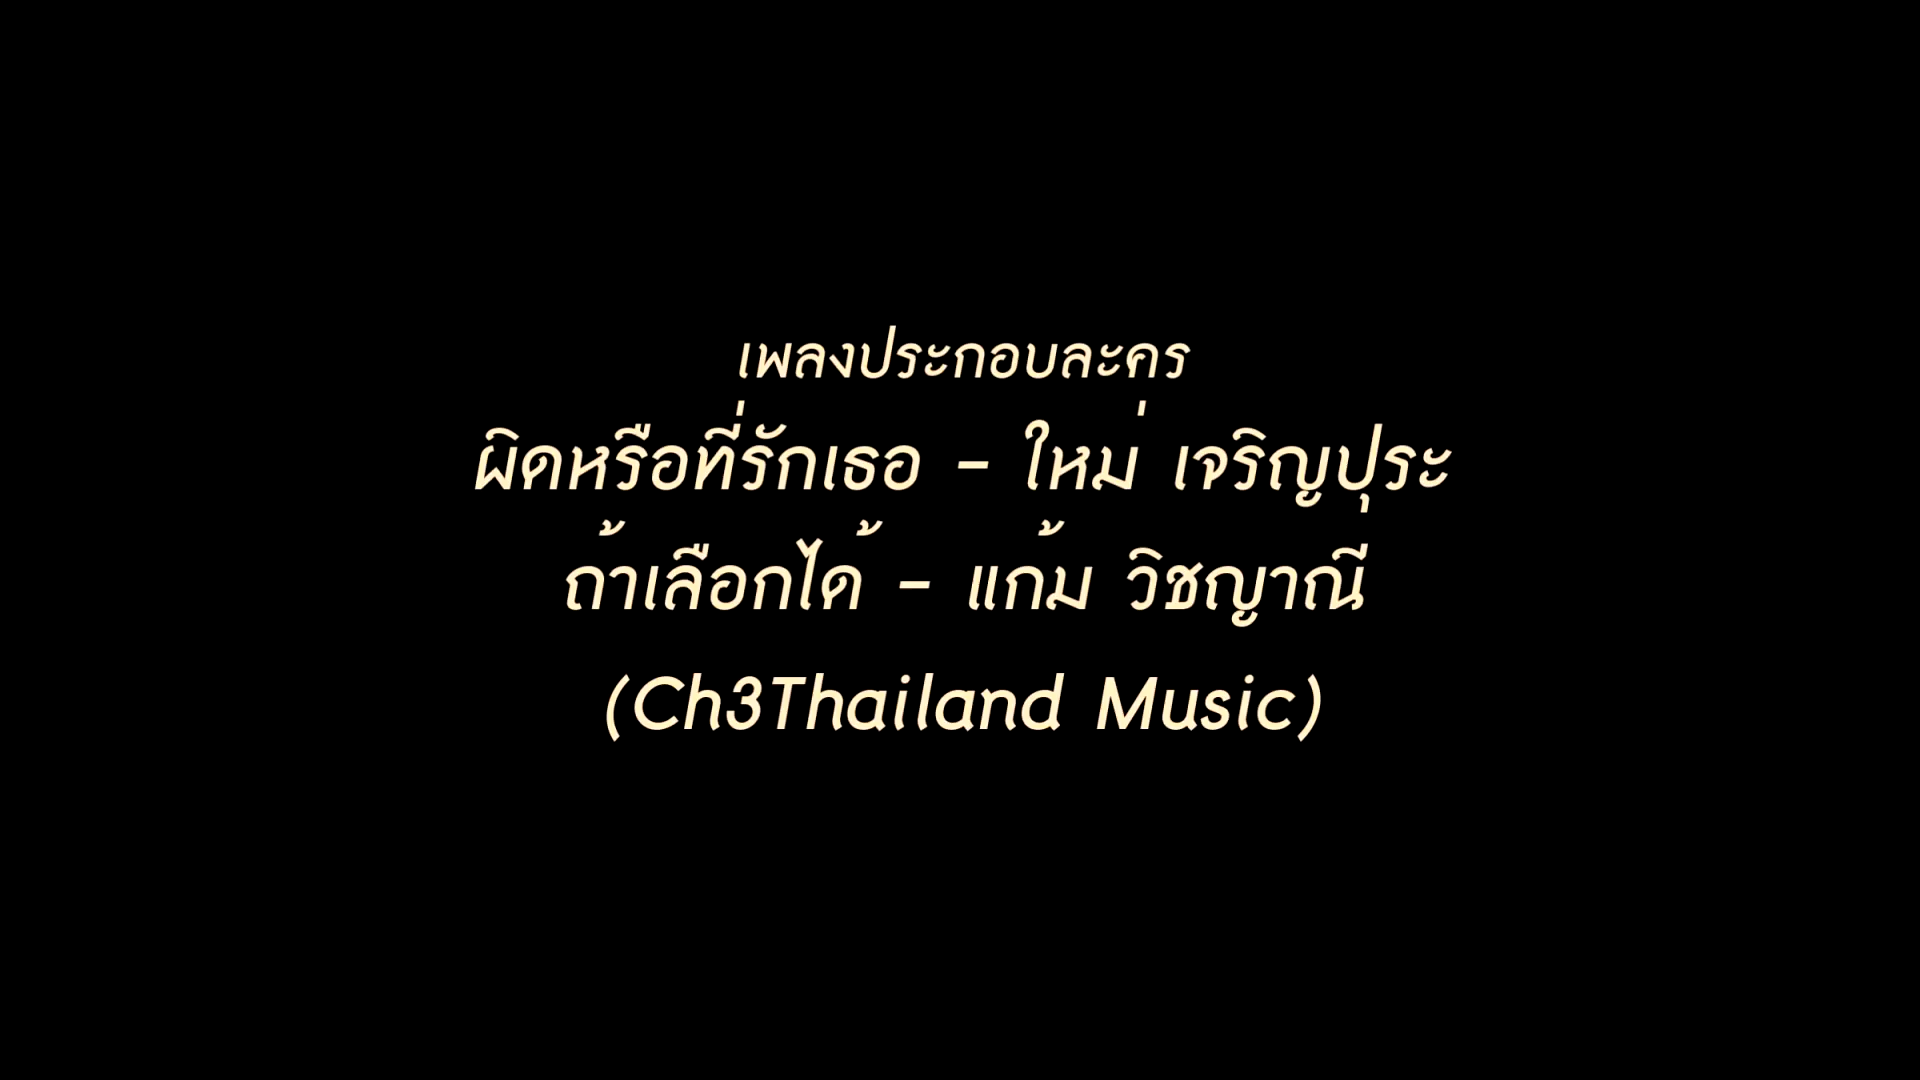 เพลงประกอบละคร
ผิดหรือที่รักเธอ - ใหม่ เจริญปุระ
ถ้าเลือกได้ - แก้ม วิชญาณี
(Ch3Thailand Music)